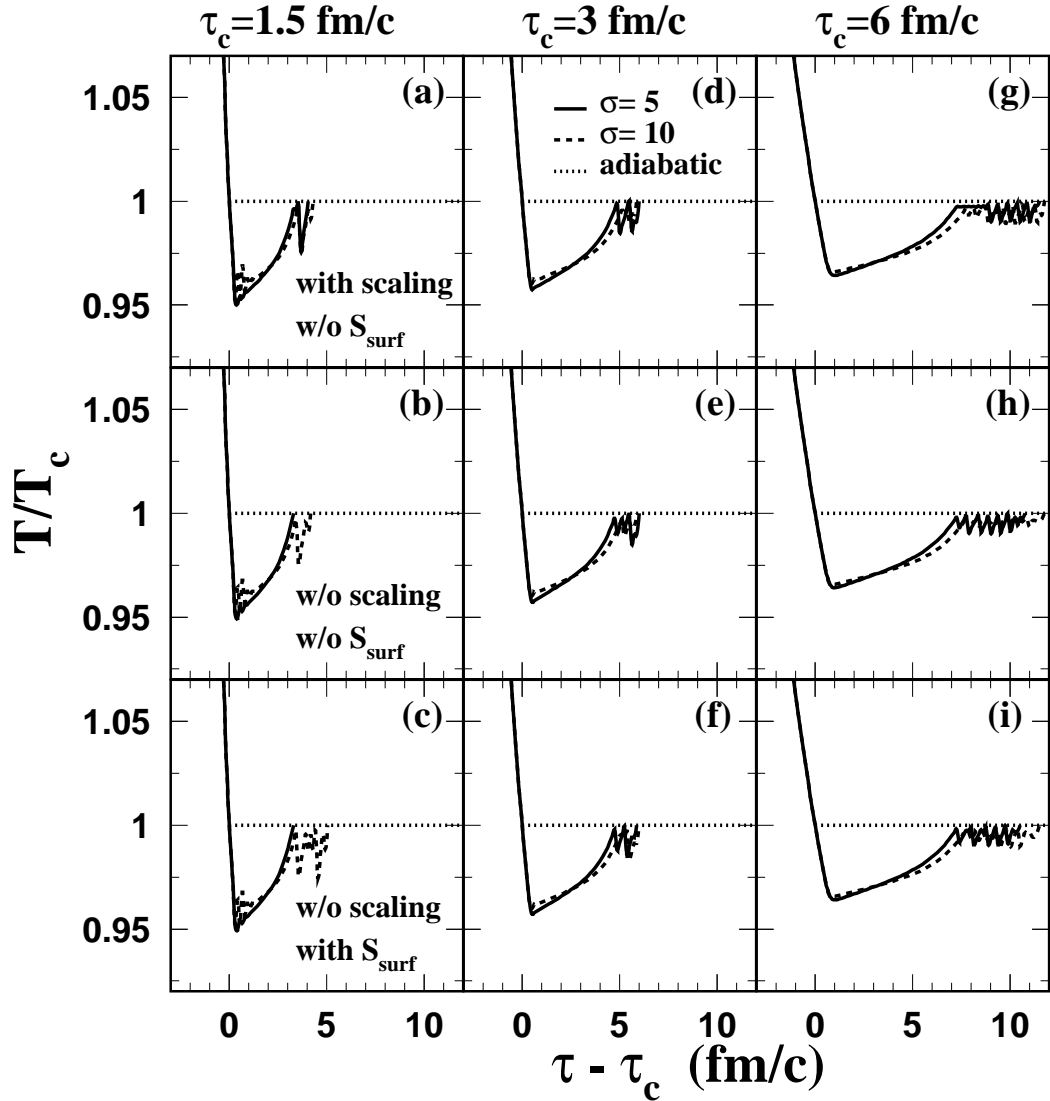 τc=1.5 fm/c τc=3 fm/c τc=6 fm/c
(a) (d) (g)
σ= 5
σ= 10
adiabatic
1.05
1
0.95
with scaling
w/o Ssurf
(b) (e) (h)
1.05
1
0.95
w/o scaling
w/o Ssurf
(c) (f) (i)
1.05
1
0.95
w/o scaling
with Ssurf
T/Tc
0 5 10 0 5 10 0 5 10
τ - τc (fm/c)